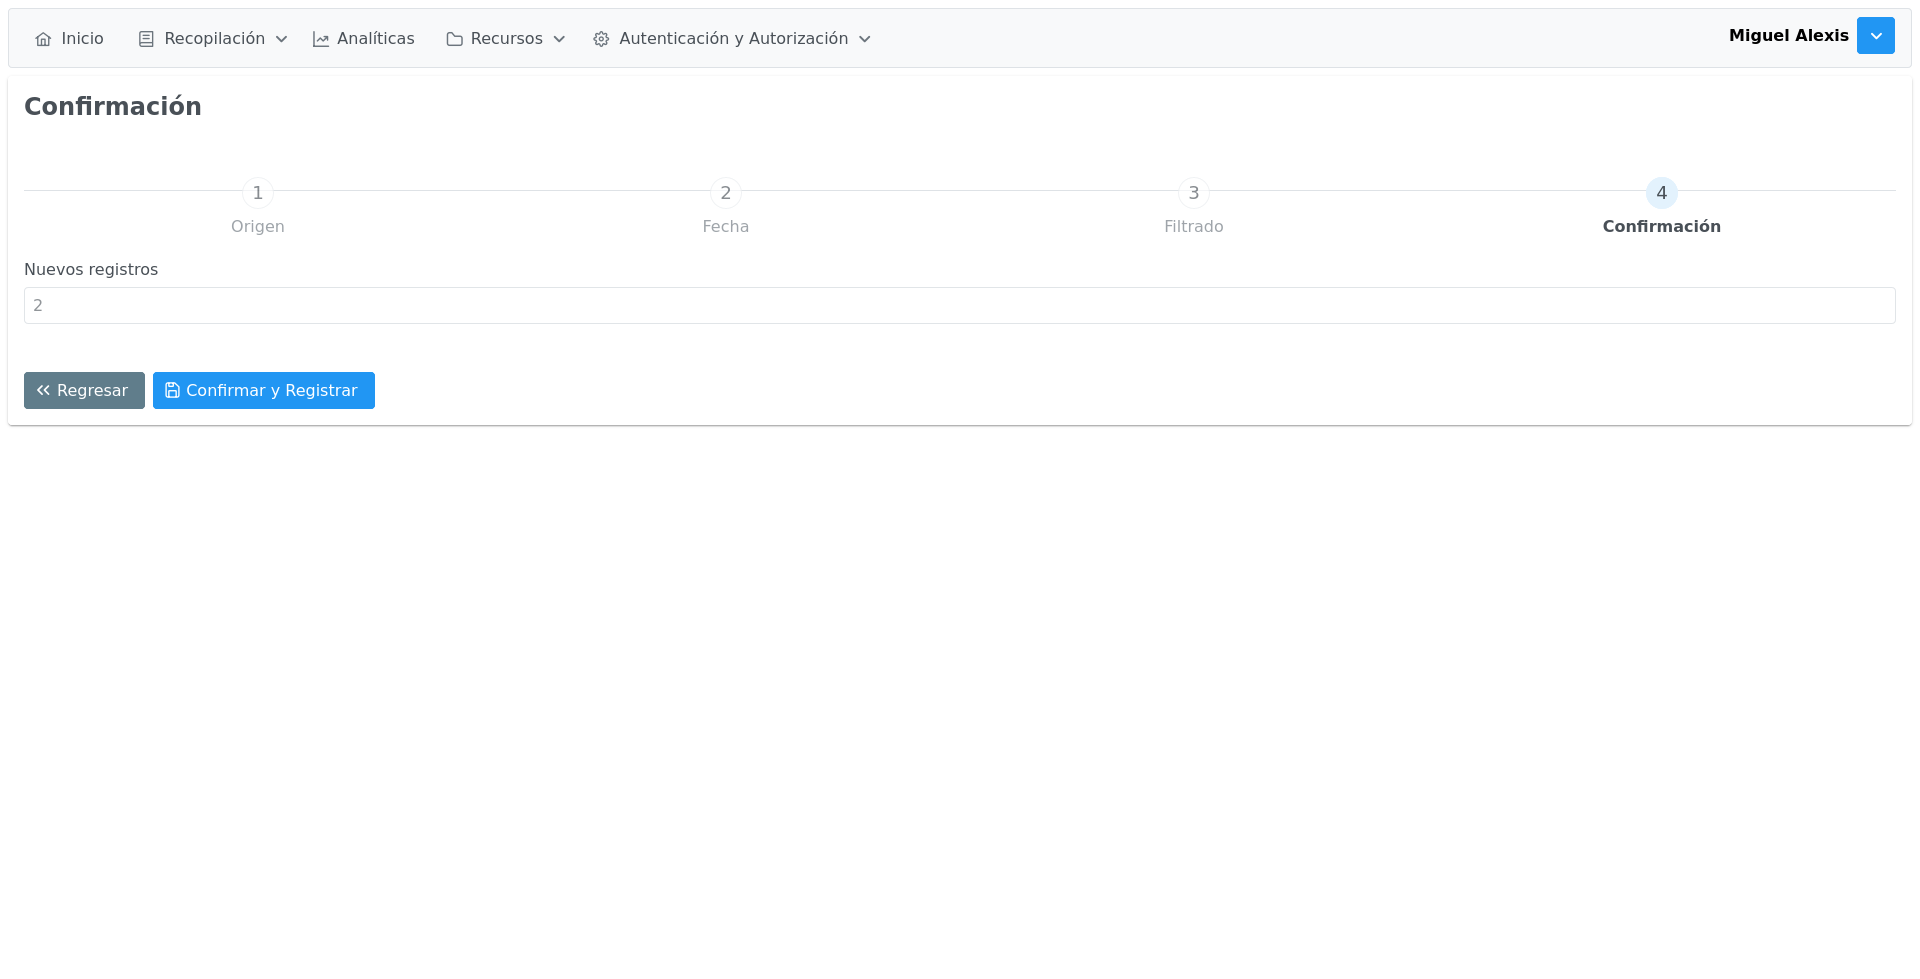 Inicio Recopilación Analíticas Recursos Autenticación y Autorización Miguel Alexis
Confirmación
1 2 3 4
Origen Fecha Filtrado Confirmación
Nuevos registros
2
Regresar Confirmar y Registrar